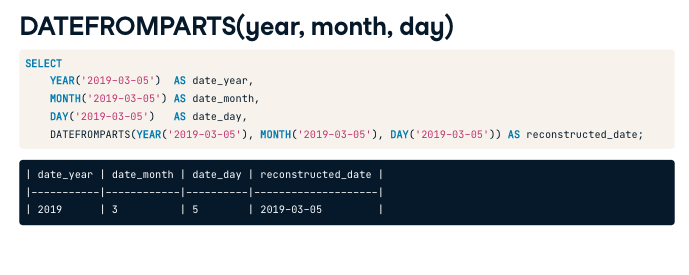 DATEFROMPARTS(year, month, day)
SELECT
    YEAR('2019-03-05')  AS date_year,
    MONTH('2019-03-05') AS date_month,
    DAY('2019-03-05')   AS date_day,
    DATEFROMPARTS(YEAR('2019-03-05'), MONTH('2019-03-05'), DAY('2019-03-05')) AS reconstructed_date;
| date_year | date_month | date_day | reconstructed_date |
|-----------|------------|----------|--------------------|
| 2019      | 3          | 5        | 2019-03-05         |